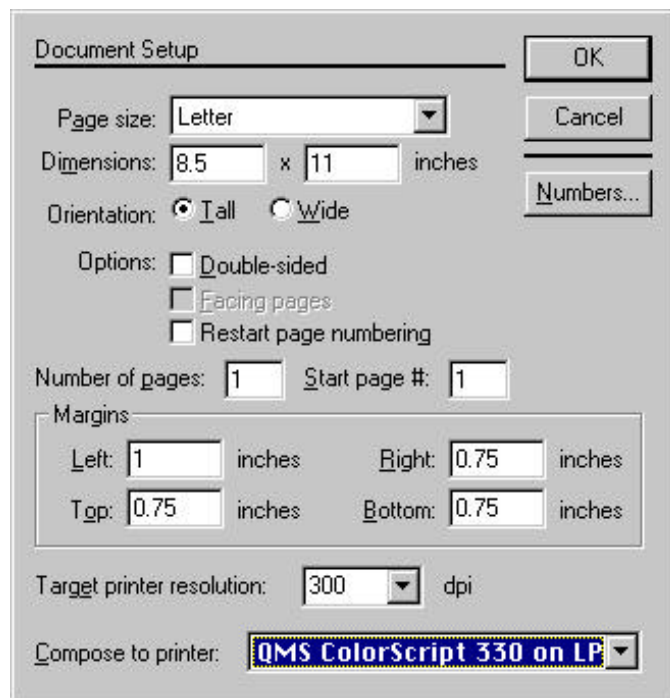 Document Setup
OK
Page size: Letter
Cancel
Dimensions: 8.5 x 11 inches
Numbers...
Orientation: Tall Wide
Options: Double-sided
Facing pages
Restart page numbering
Number of pages: 1 Start page #: 1
Margins
Left: 1 inches Right: 0.75 inches
Top: 0.75 inches Bottom: 0.75 inches
Target printer resolution: 300 dpi
Compose to printer: QMS ColorScript 330 on LP